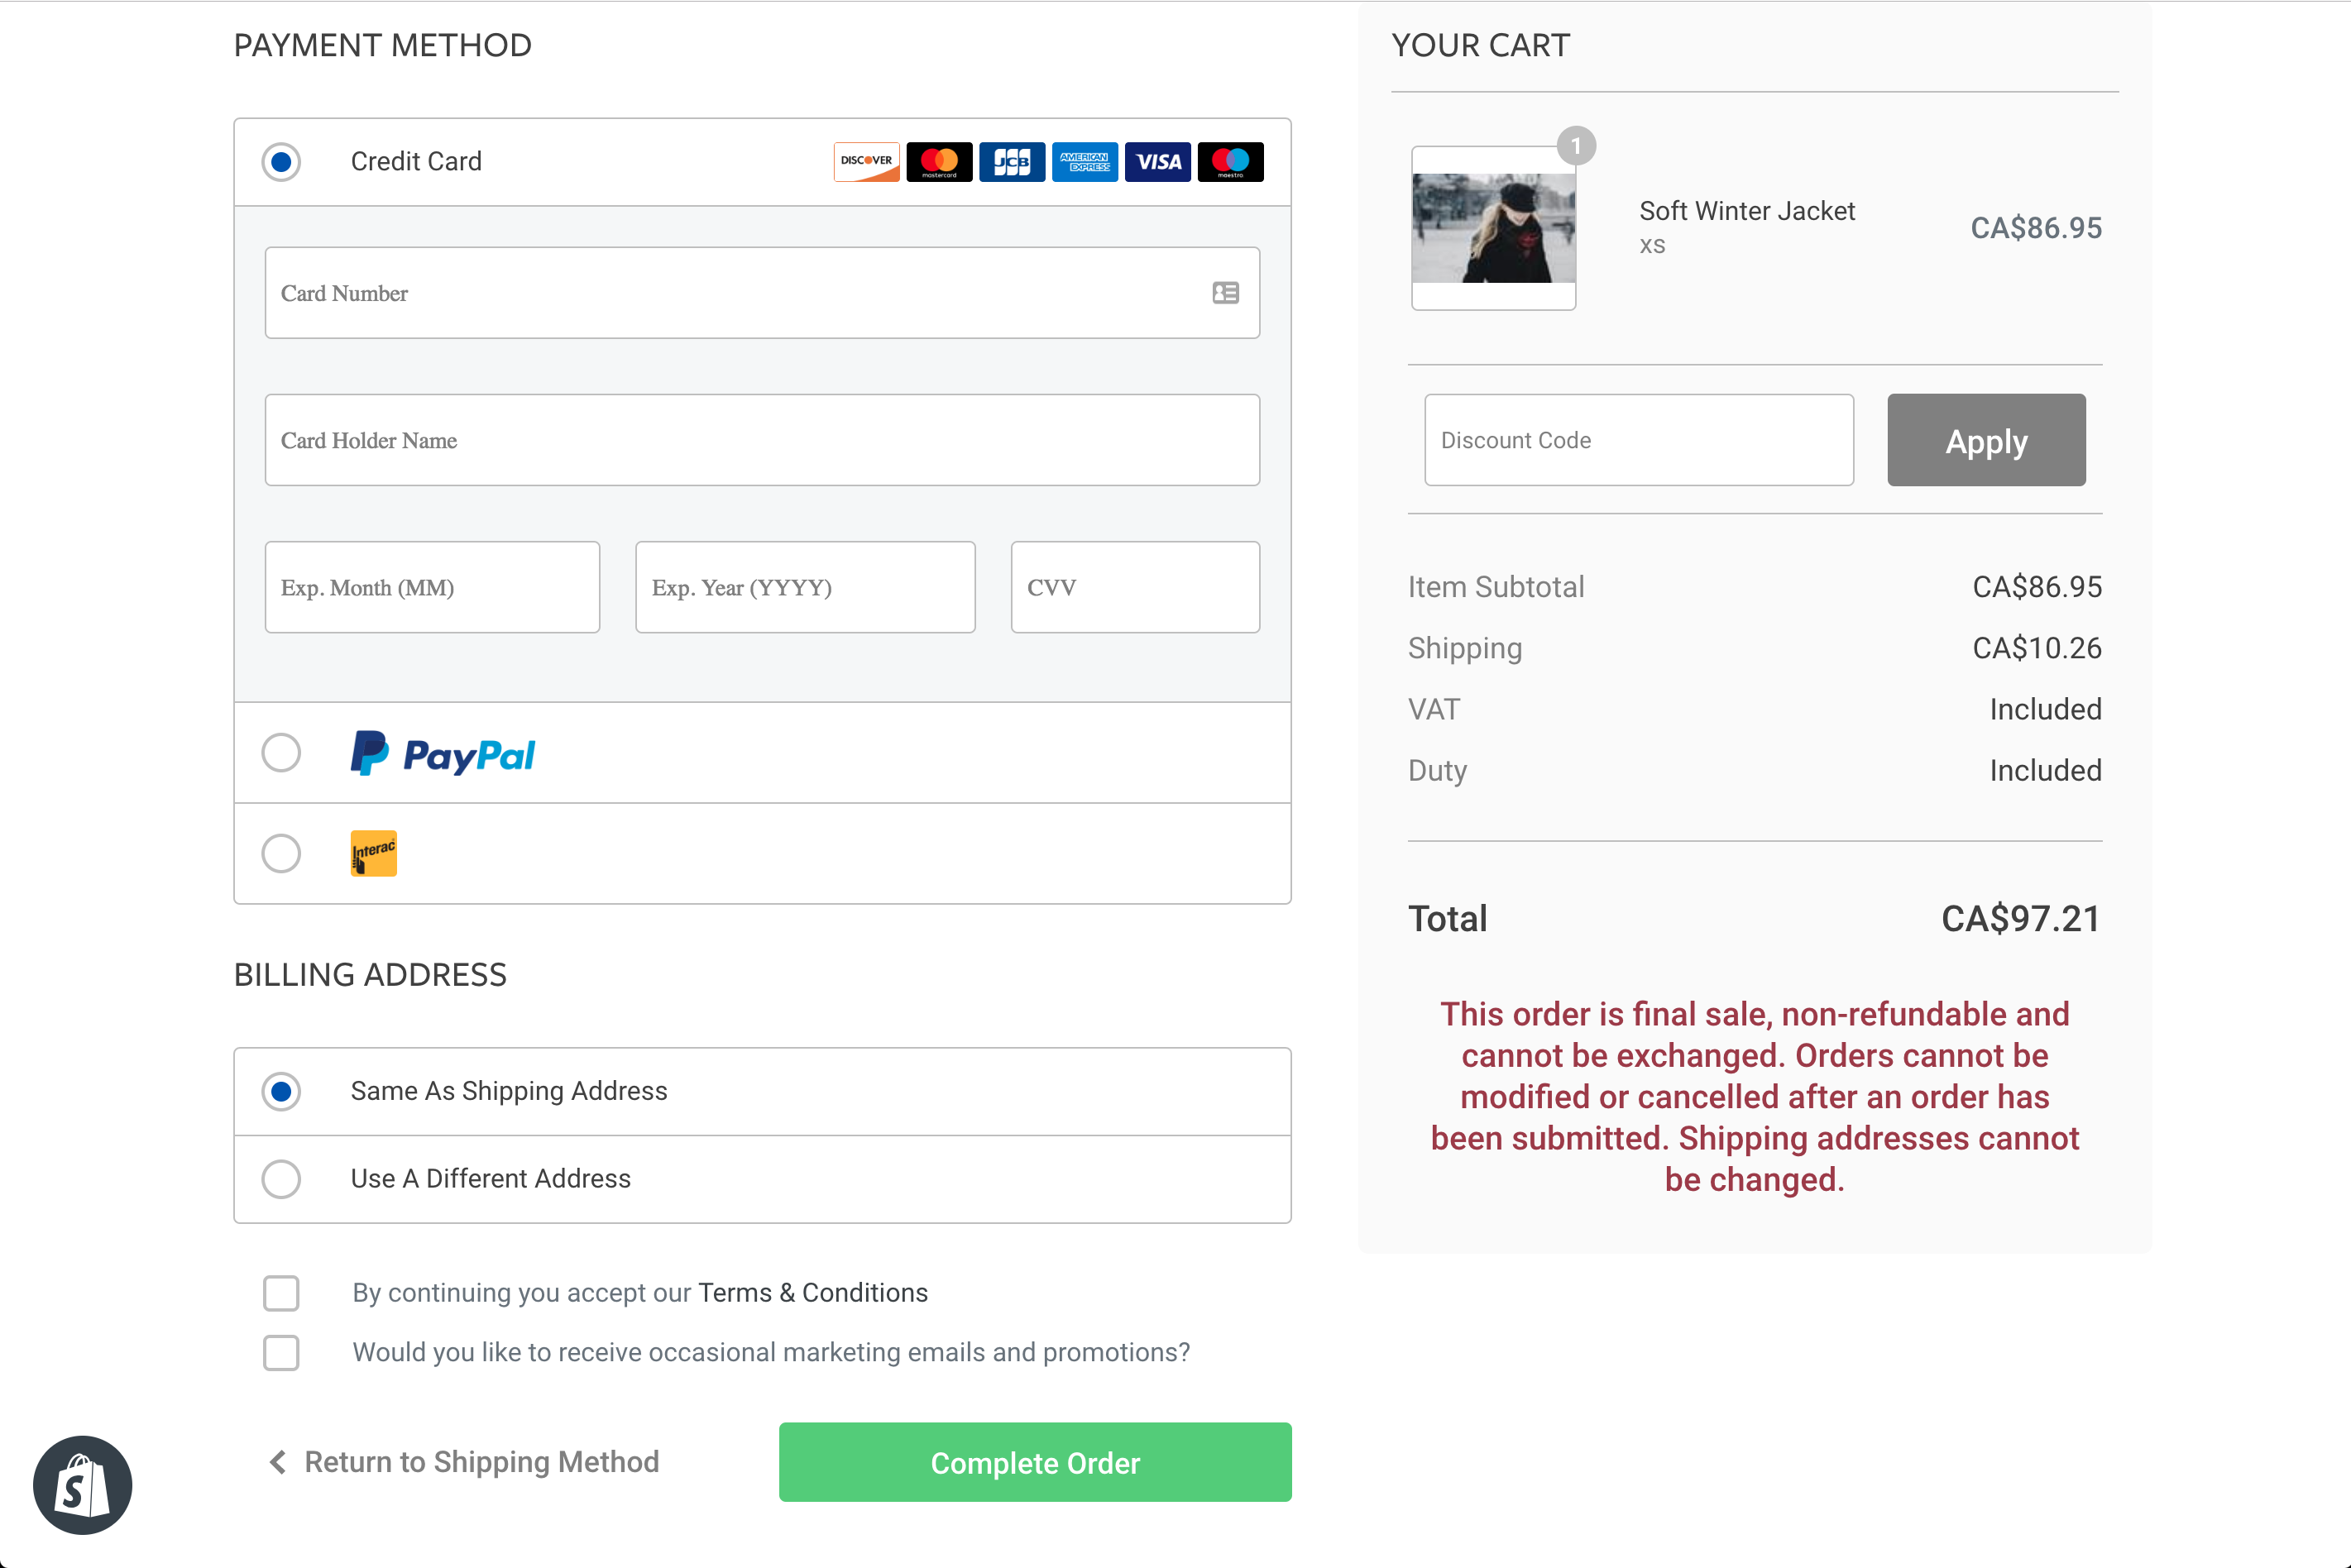 PAYMENT METHOD
Credit Card
DISCOVER
mastercard
JCB
AMERICAN
EXPRESS
VISA
maestro
Card Number
Card Holder Name
Exp. Month (MM)
Exp. Year (YYYY)
CVV
PayPal
Interac
BILLING ADDRESS
Same As Shipping Address
Use A Different Address
By continuing you accept our Terms & Conditions
Would you like to receive occasional marketing emails and promotions?
Return to Shipping Method
Complete Order
YOUR CART
1
Soft Winter Jacket
XS
CA$86.95
Discount Code
Apply
Item Subtotal CA$86.95
Shipping CA$10.26
VAT Included
Duty Included
Total CA$97.21
This order is final sale, non-refundable and
cannot be exchanged. Orders cannot be
modified or cancelled after an order has
been submitted. Shipping addresses cannot
be changed.